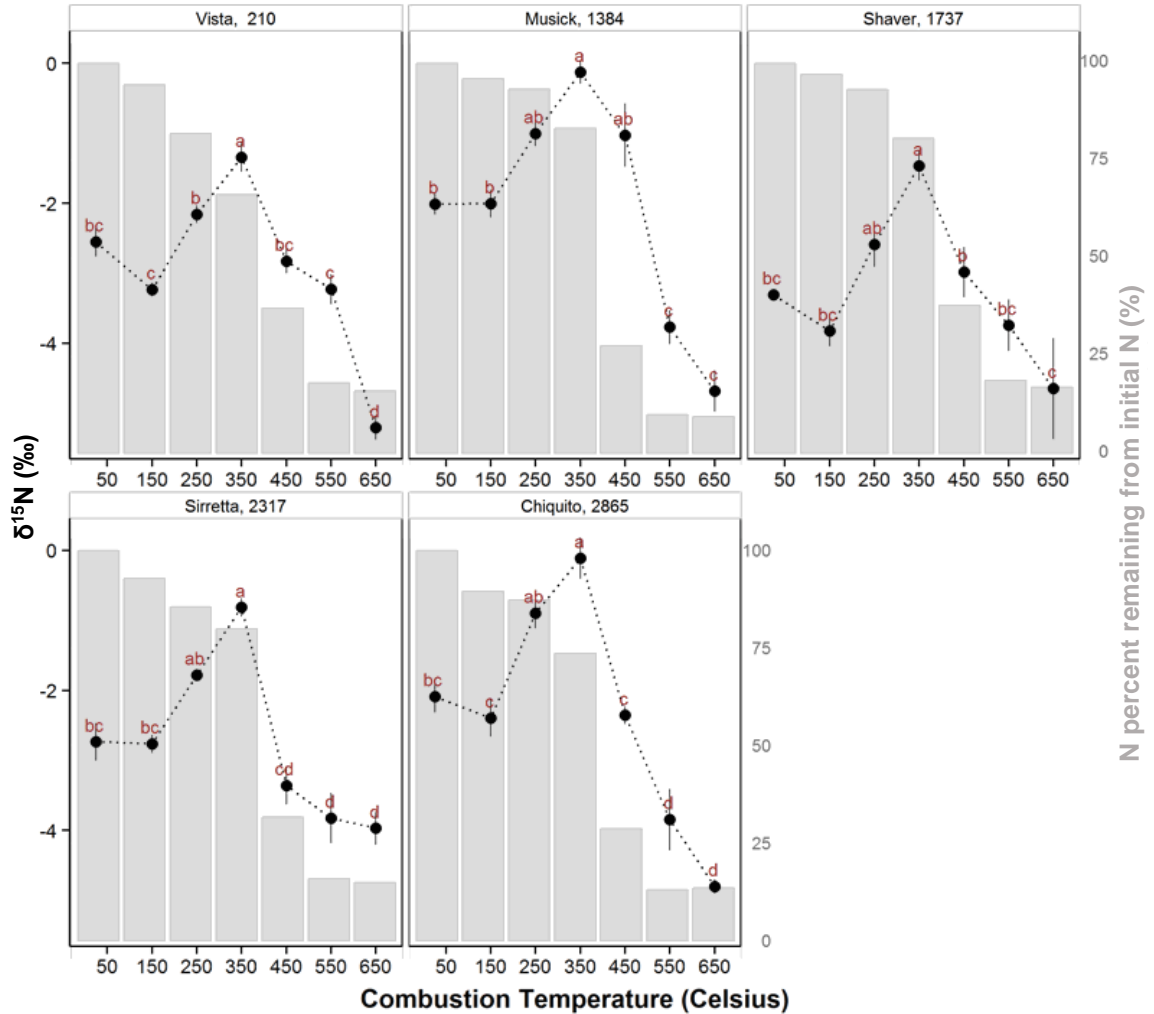 Vista, 210
Musick, 1384
Shaver, 1737
0
-2
-4
bc
c
b
a
bc
c
d
b
b
ab
a
ab
c
c
bc
bc
ab
a
b
bc
c
100
75
50
25
0
50 150 250 350 450 550 650
50 150 250 350 450 550 650
50 150 250 350 450 550 650
Sirretta, 2317
Chiquito, 2865
0
-2
-4
bc
bc
ab
a
cd
d
d
bc
c
ab
a
c
d
d
100
75
50
25
0
50 150 250 350 450 550 650
50 150 250 350 450 550 650
δ¹⁵N (‰)
N percent remaining from initial N (%)
Combustion Temperature (Celsius)